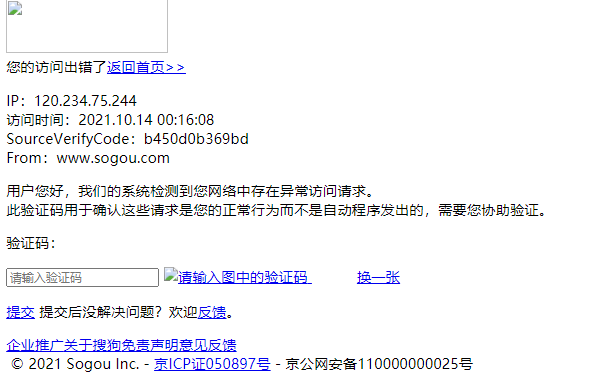 您的访问出错了返回首页>>
IP：120.234.75.244
访问时间：2021.10.14 00:16:08
SourceVerifyCode：b450d0b369bd
From：www.sogou.com
用户您好，我们的系统检测到您网络中存在异常访问请求。
此验证码用于确认这些请求是您的正常行为而不是自动程序发出的，需要您协助验证。
验证码：
请输入验证码 请输入图中的验证码 换一张
提交 提交后没解决问题？欢迎反馈。
企业推广关于搜狗免责声明意见反馈
© 2021 Sogou Inc. - 京ICP证050897号 - 京公网安备110000000025号